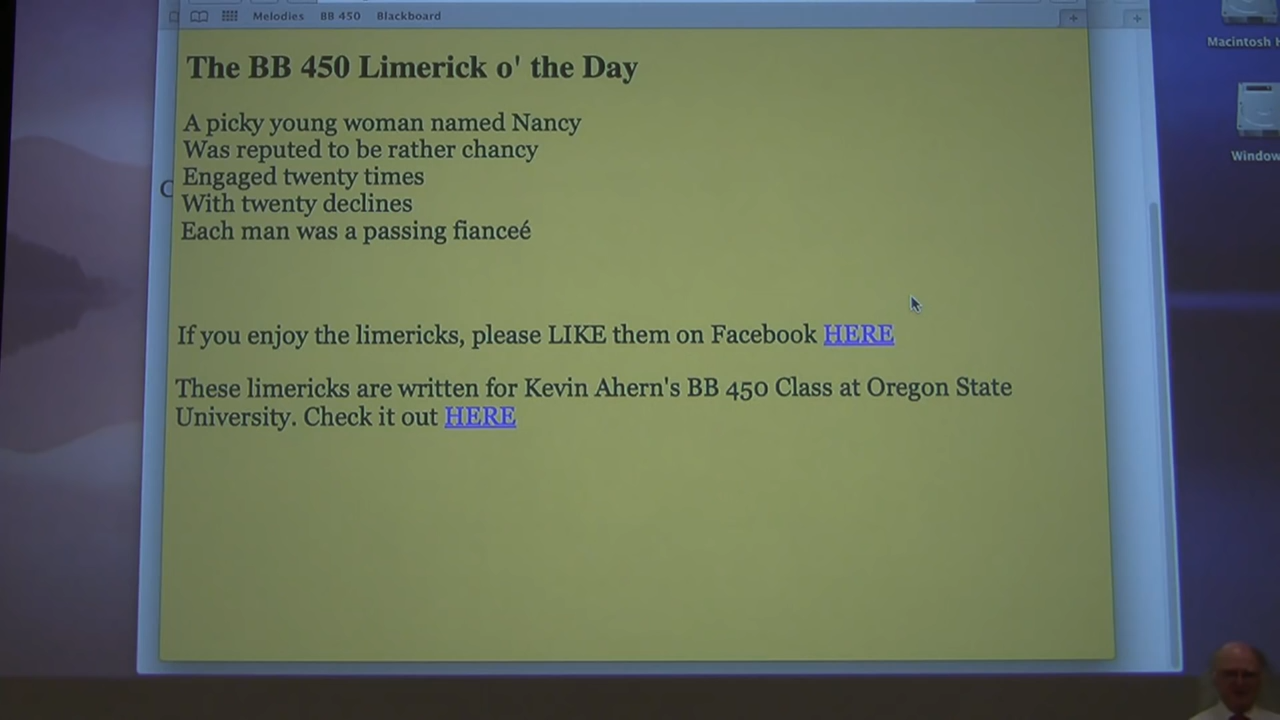 Melodies BB 450 Blackboard
The BB 450 Limerick o' the Day
A picky young woman named Nancy
Was reputed to be rather chancy
Engaged twenty times
With twenty declines
Each man was a passing fianceé
If you enjoy the limericks, please LIKE them on Facebook HERE
These limericks are written for Kevin Ahern's BB 450 Class at Oregon State
University. Check it out HERE
Macintosh H
Window